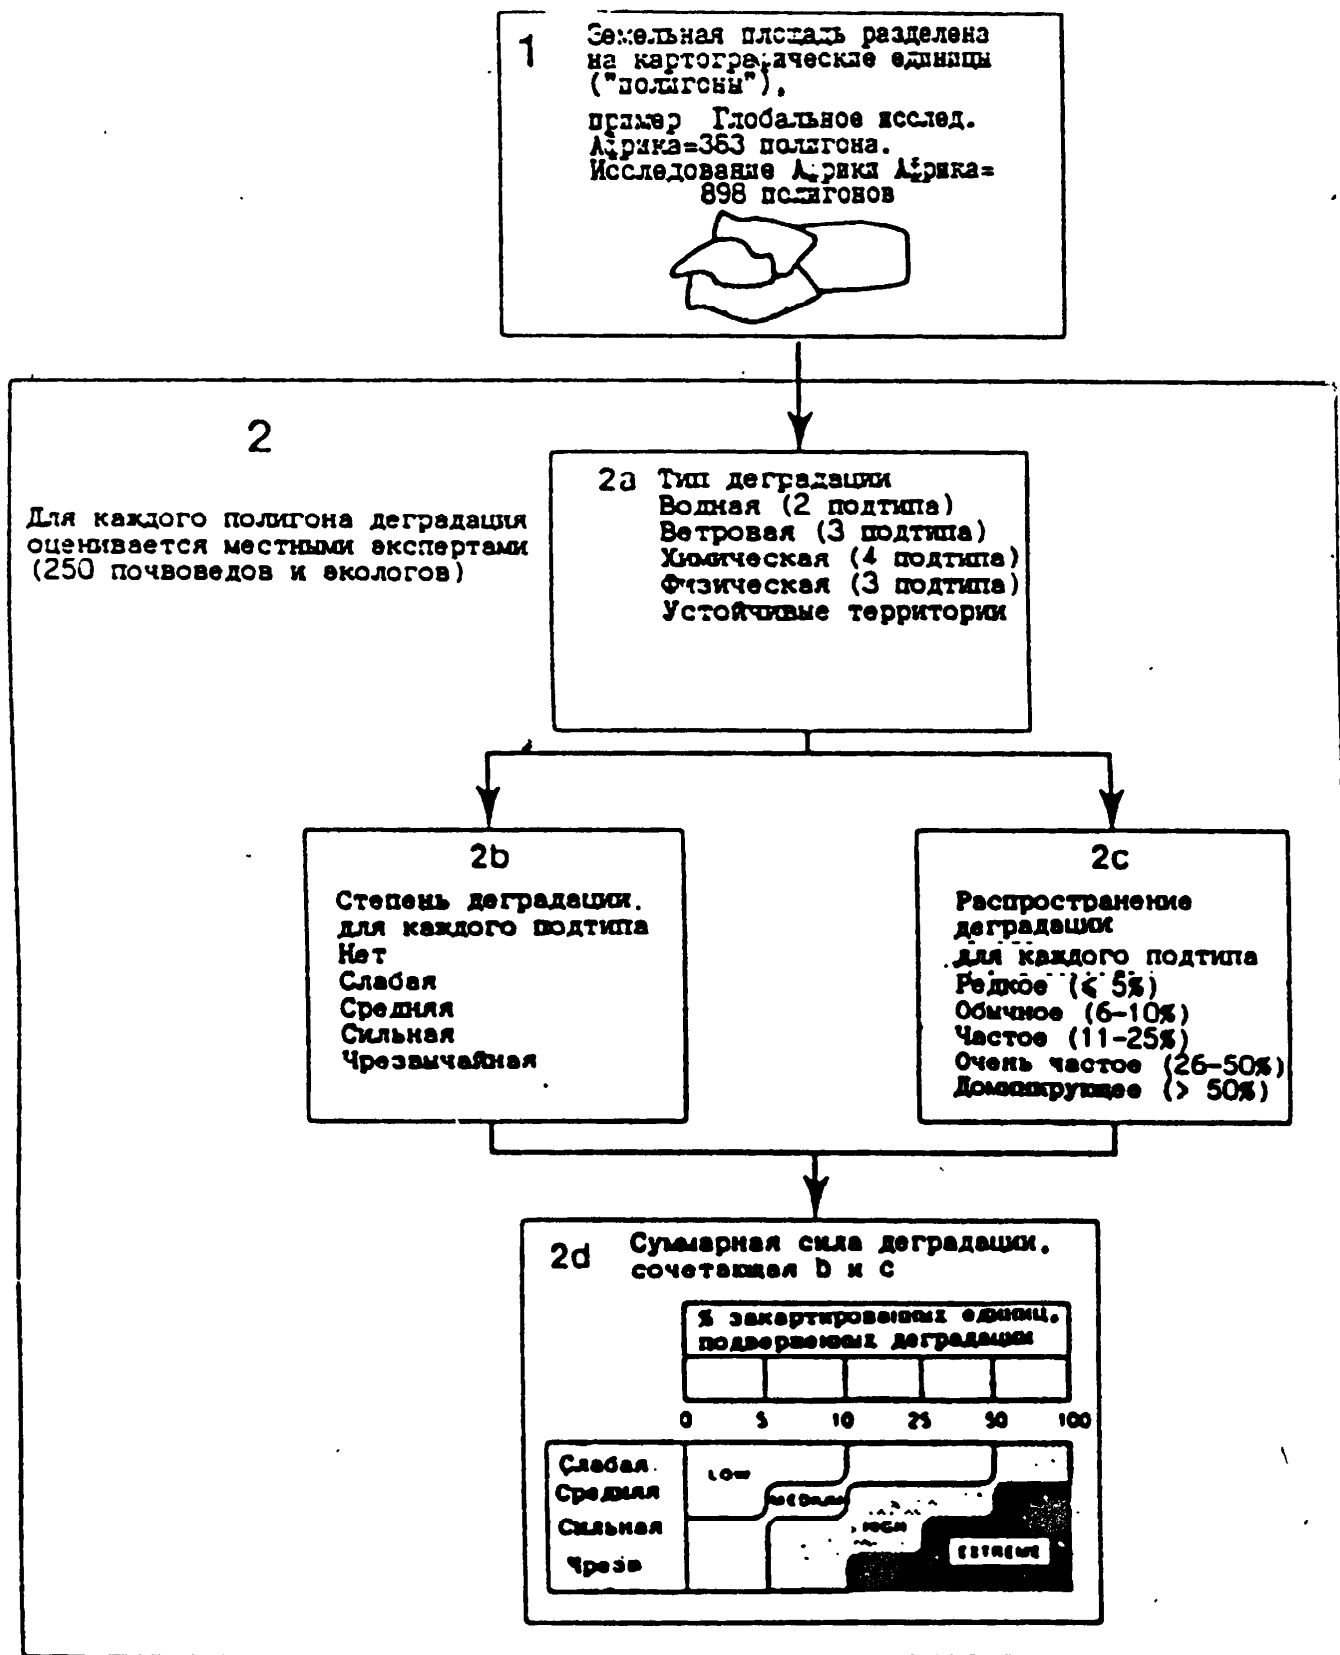 1
Земельная площадь разделена
на картографические единицы
("полигоны"),
пример Глобальное исслед.
Африка=363 полигона.
Исследование Африки Африка=
898 полигонов
2
Для каждого полигона деградация
оценивается местными экспертами
(250 почвоведов и экологов)
2a Тип деградации
Водная (2 подтипа)
Ветровая (3 подтипа)
Химическая (4 подтипа)
Физическая (3 подтипа)
Устойчивые территории
2b
Степень деградации.
для каждого подтипа
Нет
Слабая
Средняя
Сильная
Чрезвычайная
2c
Распространение
деградации
для каждого подтипа
Редкое (≤ 5%)
Обычное (6-10%)
Частое (11-25%)
Очень частое (26-50%)
Доминирующее (> 50%)
2d Суммарная сила деградации,
сочетающая b и c
% закартированных единиц,
подверженных деградации
0 5 10 25 50 100
Слабая
Средняя
Сильная
Чрезв
LOW
MEDIUM
HIGH
EXTREME